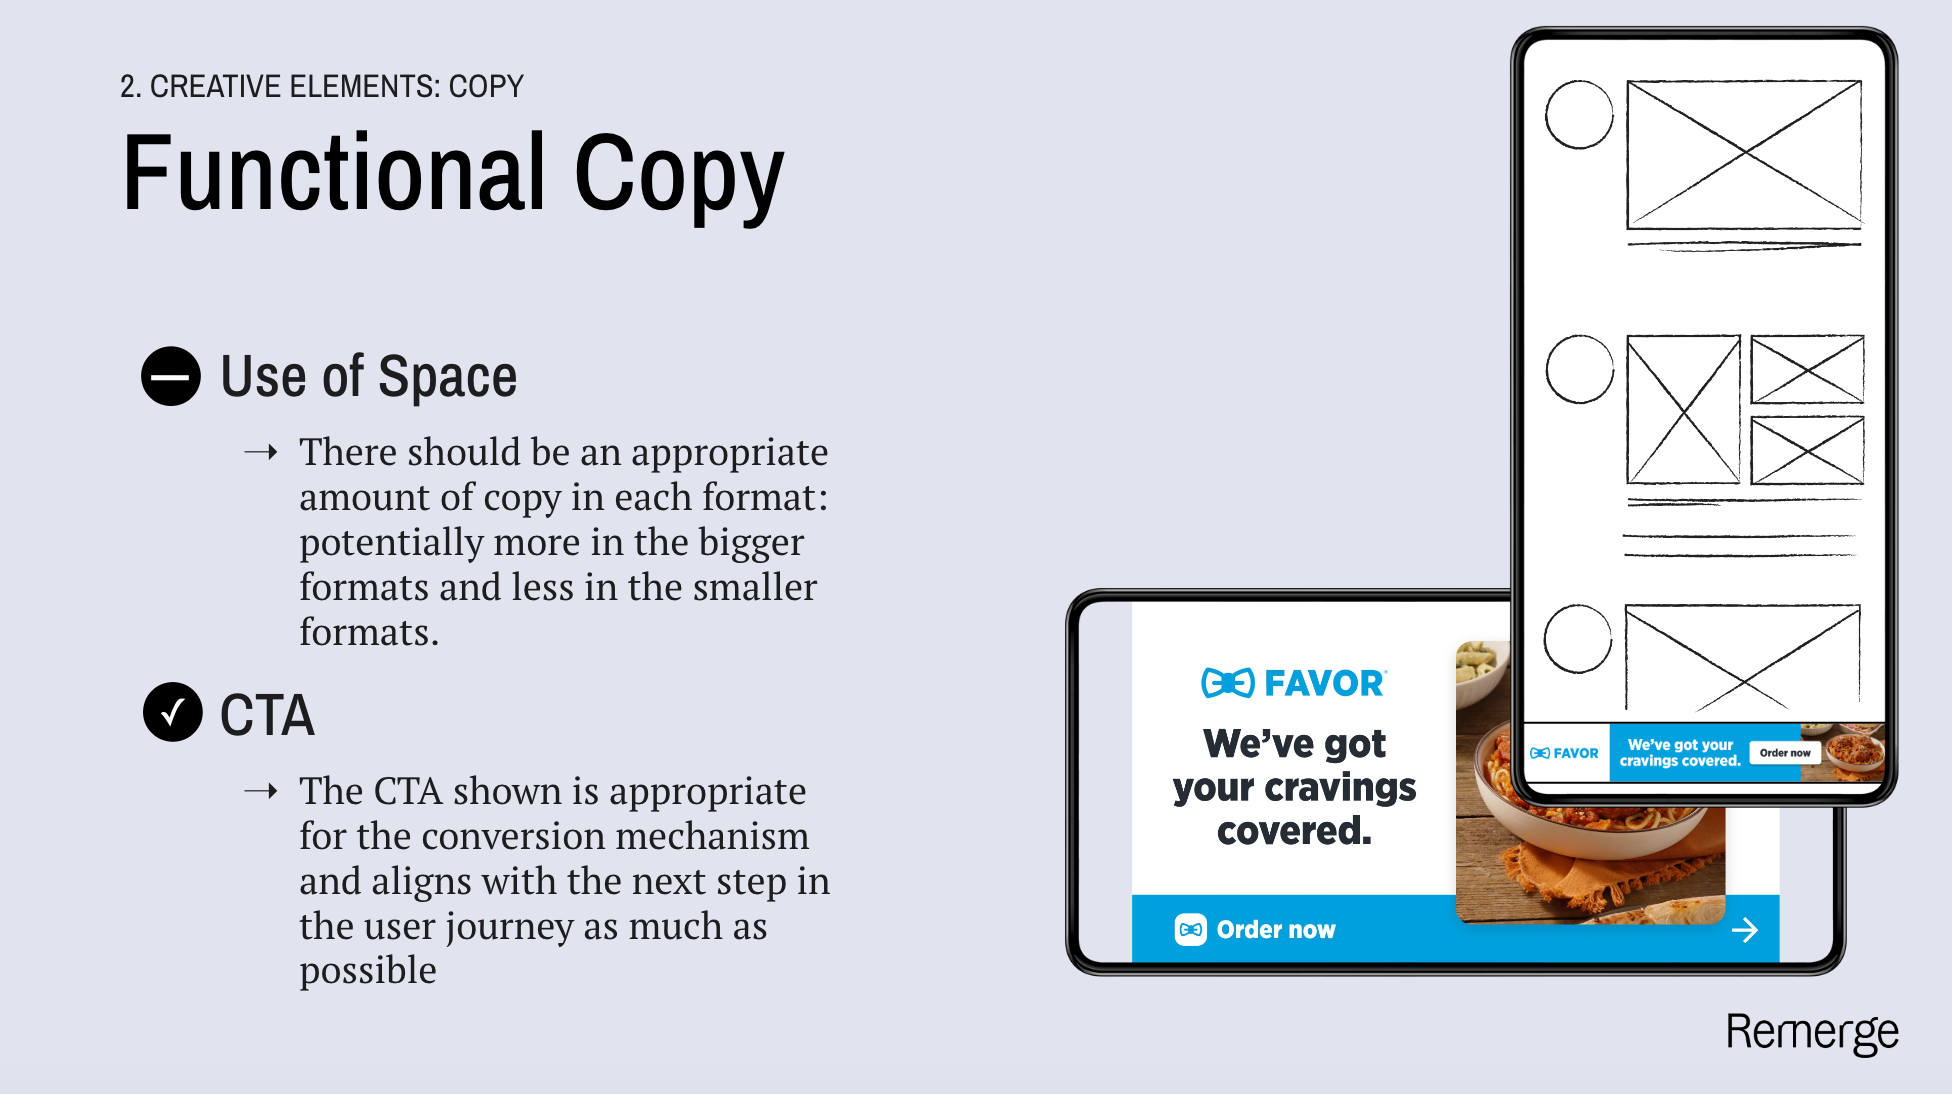 2. CREATIVE ELEMENTS: COPY
Functional Copy
Use of Space
→ There should be an appropriate
amount of copy in each format:
potentially more in the bigger
formats and less in the smaller
formats.
CTA
→ The CTA shown is appropriate
for the conversion mechanism
and aligns with the next step in
the user journey as much as
possible
FAVOR
We’ve got
your cravings
covered.
Order now
FAVOR
We’ve got your
cravings covered.
Order now
Remerge